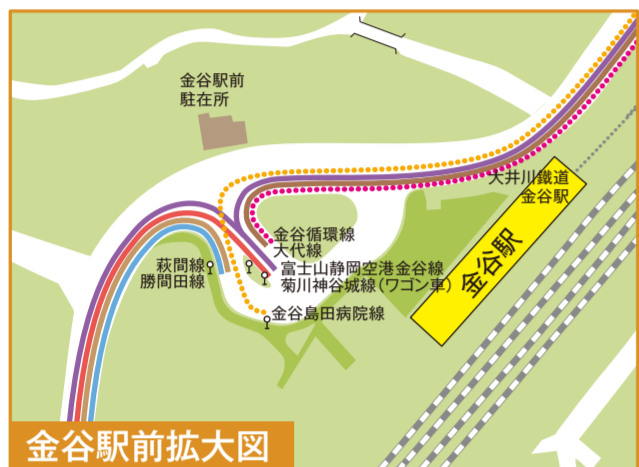 金谷駅前
駐在所
大井川鐵道
金谷駅
金谷駅
金谷循環線
大代線
富士山静岡空港金谷線
菊川神谷城線(ワゴン車)
萩間線
勝間田線
金谷島田病院線
金谷駅前拡大図